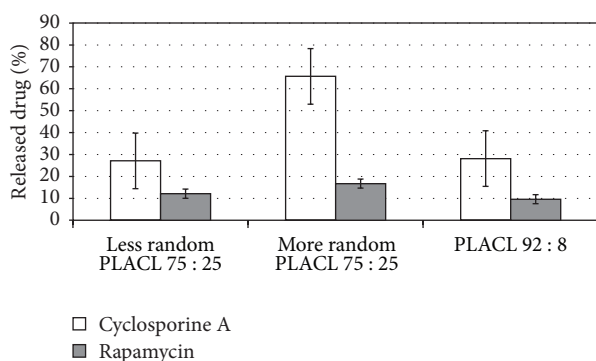 90
80
70
60
50
40
30
20
10
0
Released drug (%)
Less random
PLACL 75 : 25
More random
PLACL 75 : 25
PLACL 92 : 8
Cyclosporine A
Rapamycin